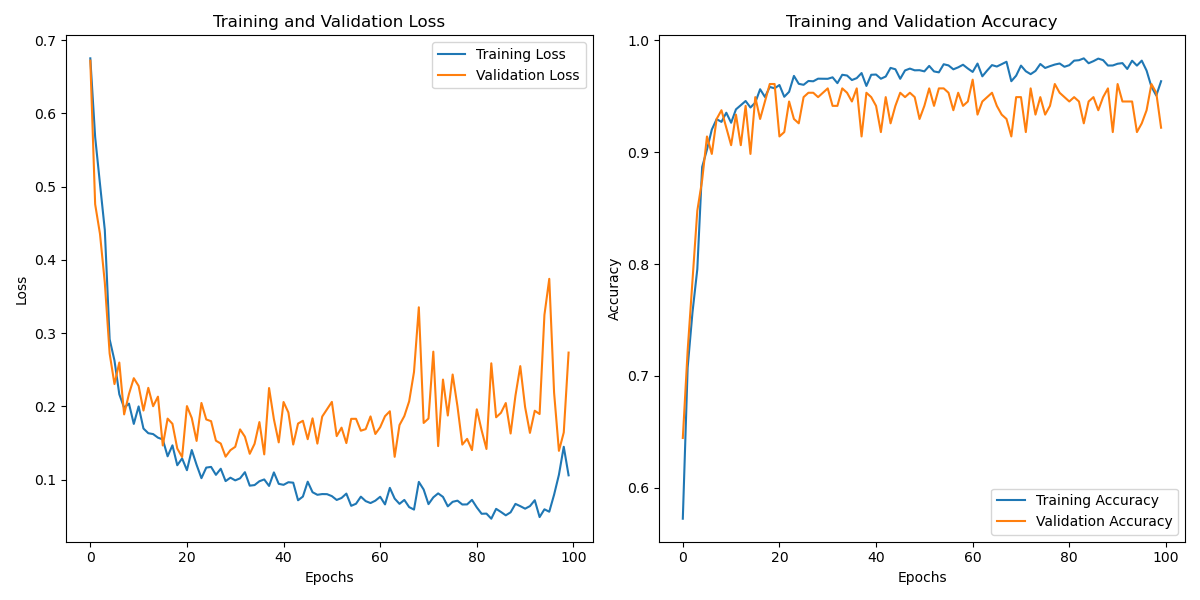 Training and Validation Loss
Training Loss
Validation Loss
0.7
0.6
0.5
0.4
0.3
0.2
0.1
Loss
0
20
40
60
80
100
Epochs
Training and Validation Accuracy
1.0
0.9
0.8
0.7
0.6
Accuracy
Training Accuracy
Validation Accuracy
0
20
40
60
80
100
Epochs